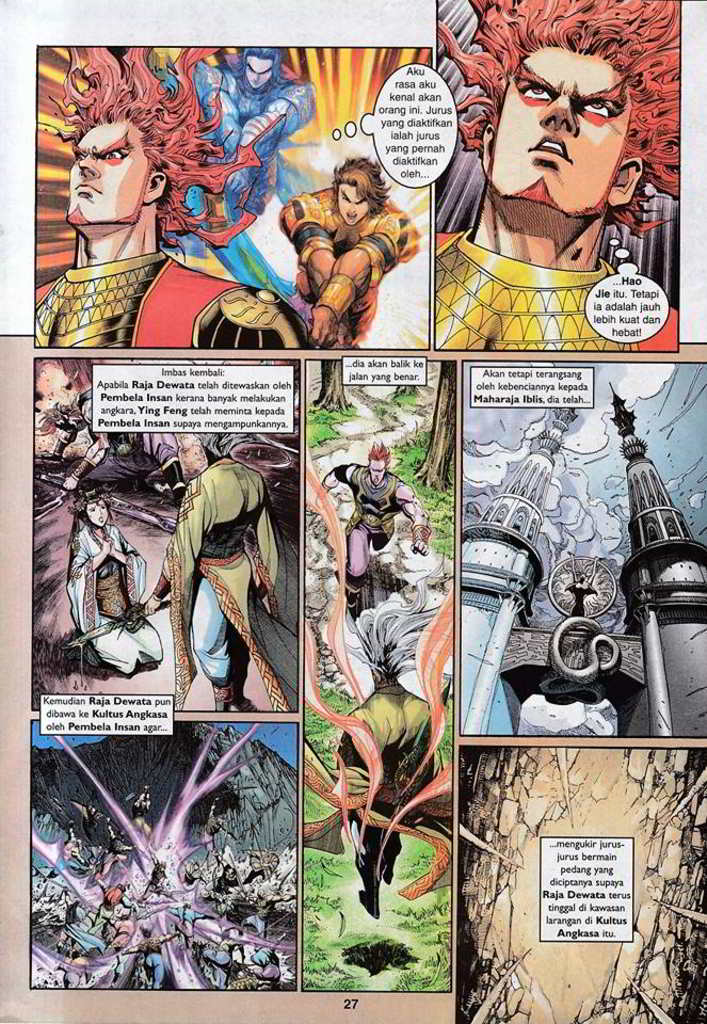 Aku
rasa aku
kenal akan
orang ini. Jurus
yang diaktifkan
ialah jurus
yang pernah
diaktifkan
oleh...
...Hao
Jie itu. Tetapi
ia adalah jauh
lebih kuat dan
hebat!
Imbas kembali:
Apabila Raja Dewata telah ditewaskan oleh
Pembela Insan kerana banyak melakukan
angkara, Ying Feng telah meminta kepada
Pembela Insan supaya mengampunkannya.
Kemudian Raja Dewata pun
dibawa ke Kultus Angkasa
oleh Pembela Insan agar...
...dia akan balik ke
jalan yang benar.
Akan tetapi terangsang
oleh kebenciannya kepada
Maharaja Iblis, dia telah...
...mengukir jurus-
jurus bermain
pedang yang
diciptanya supaya
Raja Dewata terus
tinggal di kawasan
larangan di Kultus
Angkasa itu.
27